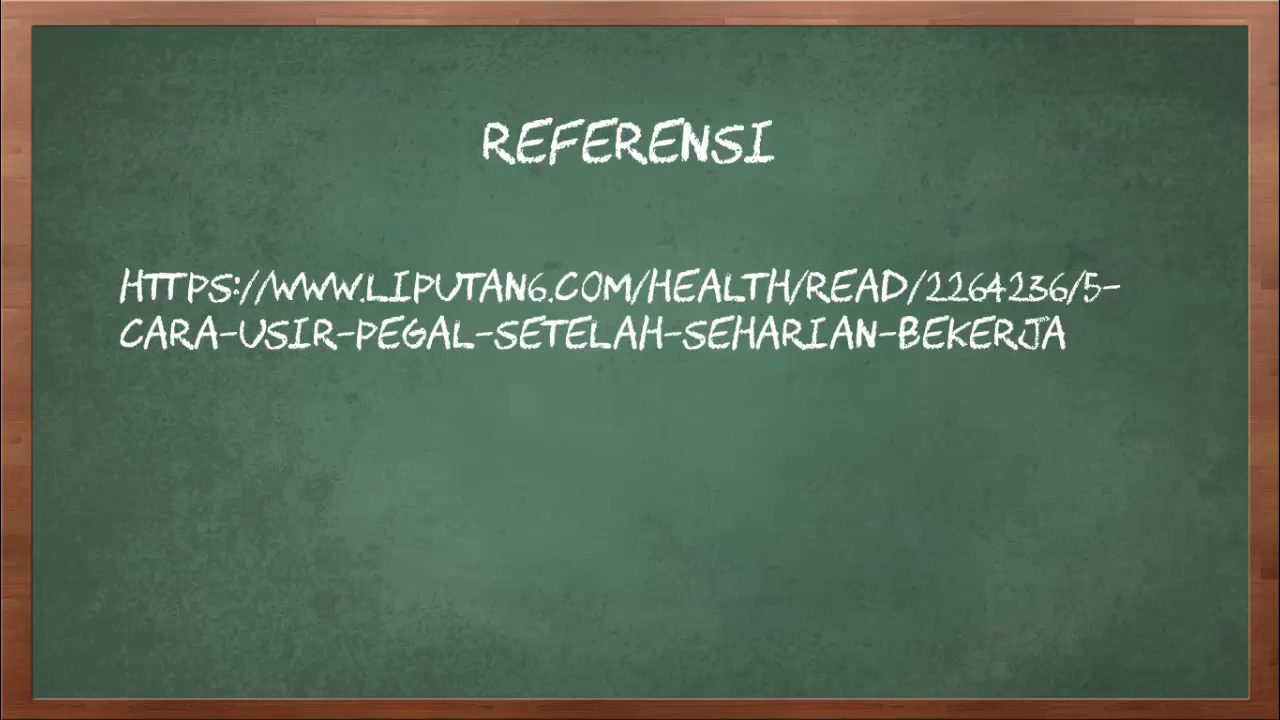 REFERENSI
HTTPS://WWW.LIPUTAN6.COM/HEALTH/READ/2264236/5-
CARA-USIR-PEGAL-SETELAH-SEHARIAN-BEKERJA